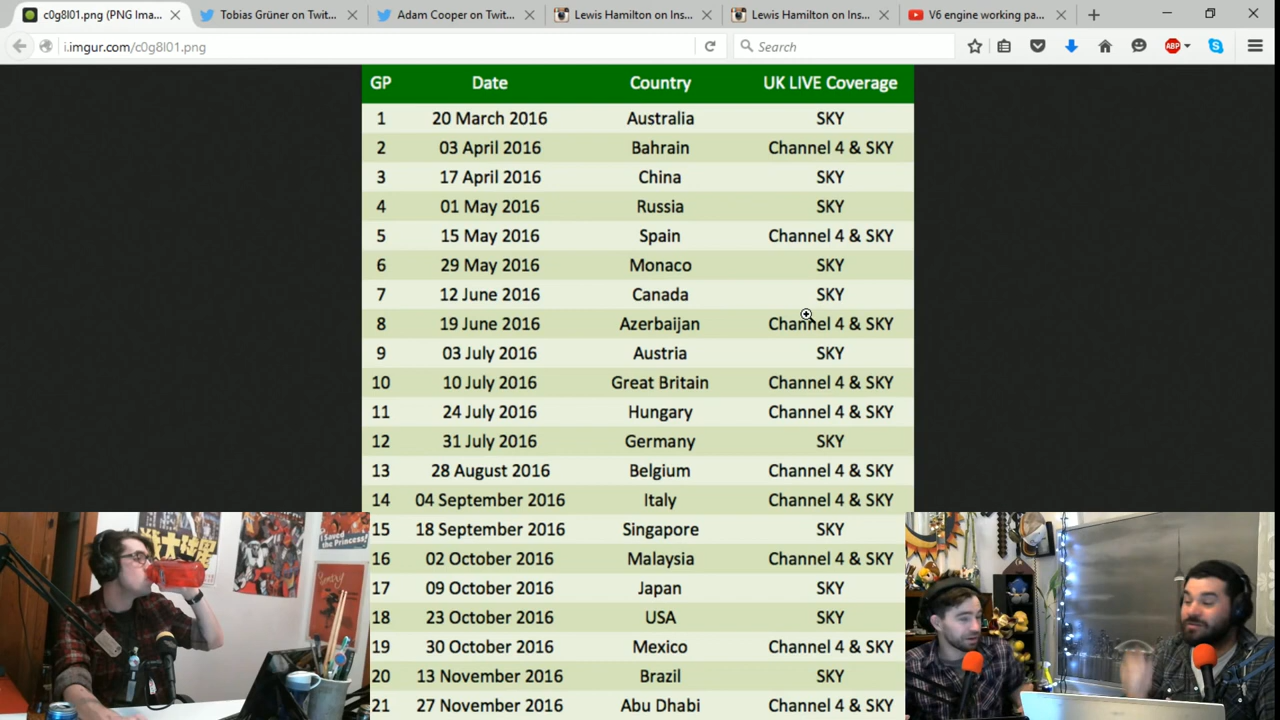 c0g8l01.png (PNG Ima... Tobias Grüner on Twit... Adam Cooper on Twit... Lewis Hamilton on Ins... Lewis Hamilton on Ins... V6 engine working pa...
i.imgur.com/c0g8l01.png Search ABP
GP Date Country UK LIVE Coverage
1 20 March 2016 Australia SKY
2 03 April 2016 Bahrain Channel 4 & SKY
3 17 April 2016 China SKY
4 01 May 2016 Russia SKY
5 15 May 2016 Spain Channel 4 & SKY
6 29 May 2016 Monaco SKY
7 12 June 2016 Canada SKY
8 19 June 2016 Azerbaijan Channel 4 & SKY
9 03 July 2016 Austria SKY
10 10 July 2016 Great Britain Channel 4 & SKY
11 24 July 2016 Hungary Channel 4 & SKY
12 31 July 2016 Germany SKY
13 28 August 2016 Belgium Channel 4 & SKY
14 04 September 2016 Italy Channel 4 & SKY
15 18 September 2016 Singapore SKY
16 02 October 2016 Malaysia Channel 4 & SKY
17 09 October 2016 Japan SKY
18 23 October 2016 USA SKY
19 30 October 2016 Mexico Channel 4 & SKY
20 13 November 2016 Brazil SKY
21 27 November 2016 Abu Dhabi Channel 4 & SKY
I Saved
the Princess!